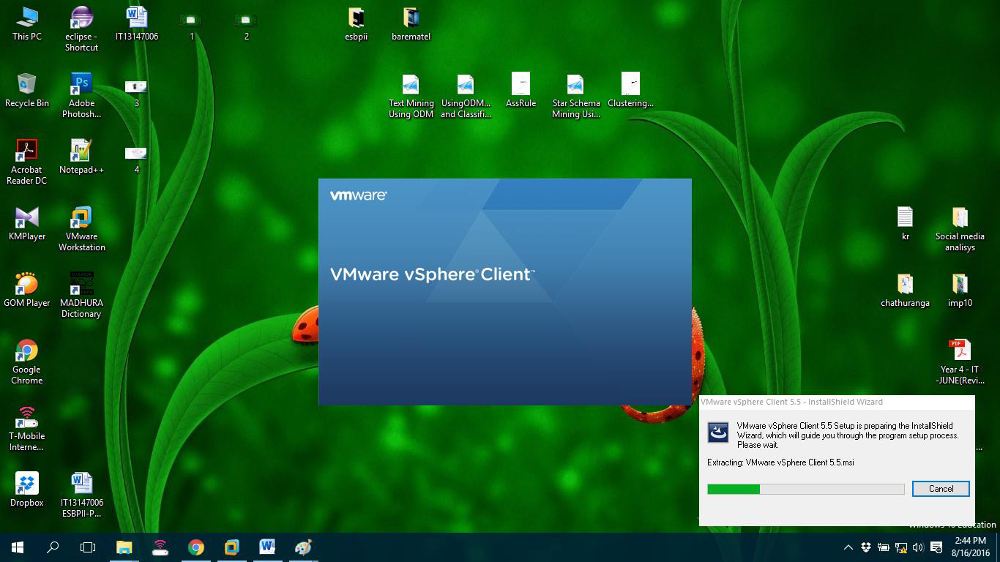 This PC
eclipse -
Shortcut
IT13147006
1
2
esbpii
barematel
Recycle Bin
Ps
Adobe
Photosh...
3
Text Mining
Using ODM
UsingODM...
and Classifi...
AssRule
Star Schema
Mining Usi...
Clustering...
Acrobat
Reader DC
Notepad++
4
vmware®
KMPlayer
VMware
Workstation
kr
Social media
analisys
VMware vSphere® Client™
GOM Player
MADHURA
Dictionary
chathuranga
imp10
Google
Chrome
PDF
Year 4 - IT
-JUNE(Revi...
VMware vSphere Client 5.5 - InstallShield Wizard
VMware vSphere Client 5.5 Setup is preparing the InstallShield
Wizard, which will guide you through the program setup process.
Please wait.
Extracting: VMware vSphere Client 5.5.msi
Cancel
T-Mobile
Interne...
...
Dropbox
IT13147006
ESBPII-P...
Windows 10 Education
2:44 PM
8/16/2016